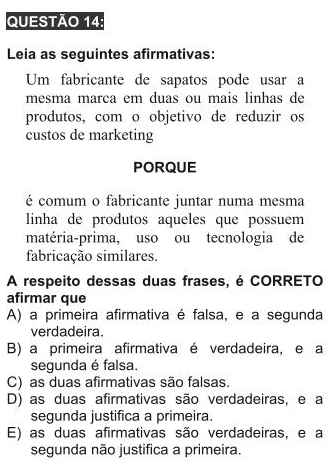 QUESTÃO 14:
Leia as seguintes afirmativas:
Um fabricante de sapatos pode usar a
mesma marca em duas ou mais linhas de
produtos, com o objetivo de reduzir os
custos de marketing
PORQUE
é comum o fabricante juntar numa mesma
linha de produtos aqueles que possuem
matéria-prima, uso ou tecnologia de
fabricação similares.
A respeito dessas duas frases, é CORRETO
afirmar que
A) a primeira afirmativa é falsa, e a segunda
verdadeira.
B) a primeira afirmativa é verdadeira, e a
segunda é falsa.
C) as duas afirmativas são falsas.
D) as duas afirmativas são verdadeiras, e a
segunda justifica a primeira.
E) as duas afirmativas são verdadeiras, e a
segunda não justifica a primeira.